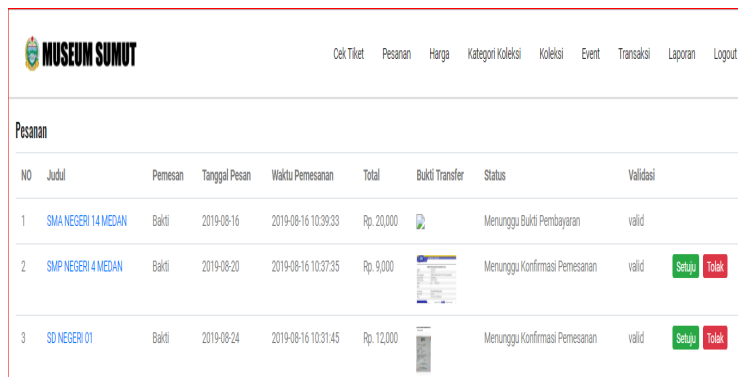 MUSEUM SUMUT
Cek Tiket Pesanan Harga Kategori Koleksi Koleksi Event Transaksi Laporan Logout
Pesanan
NO Judul Pemesan Tanggal Pesan Waktu Pemesanan Total Bukti Transfer Status Validasi
1 SMA NEGERI 14 MEDAN Bakti 2019-08-16 2019-08-16 10:39:33 Rp. 20,000 Menunggu Bukti Pembayaran valid
2 SMP NEGERI 4 MEDAN Bakti 2019-08-20 2019-08-16 10:37:35 Rp. 9,000 Menunggu Konfirmasi Pemesanan valid Setuju Tolak
3 SD NEGERI 01 Bakti 2019-08-24 2019-08-16 10:31:45 Rp. 12,000 Menunggu Konfirmasi Pemesanan valid Setuju Tolak